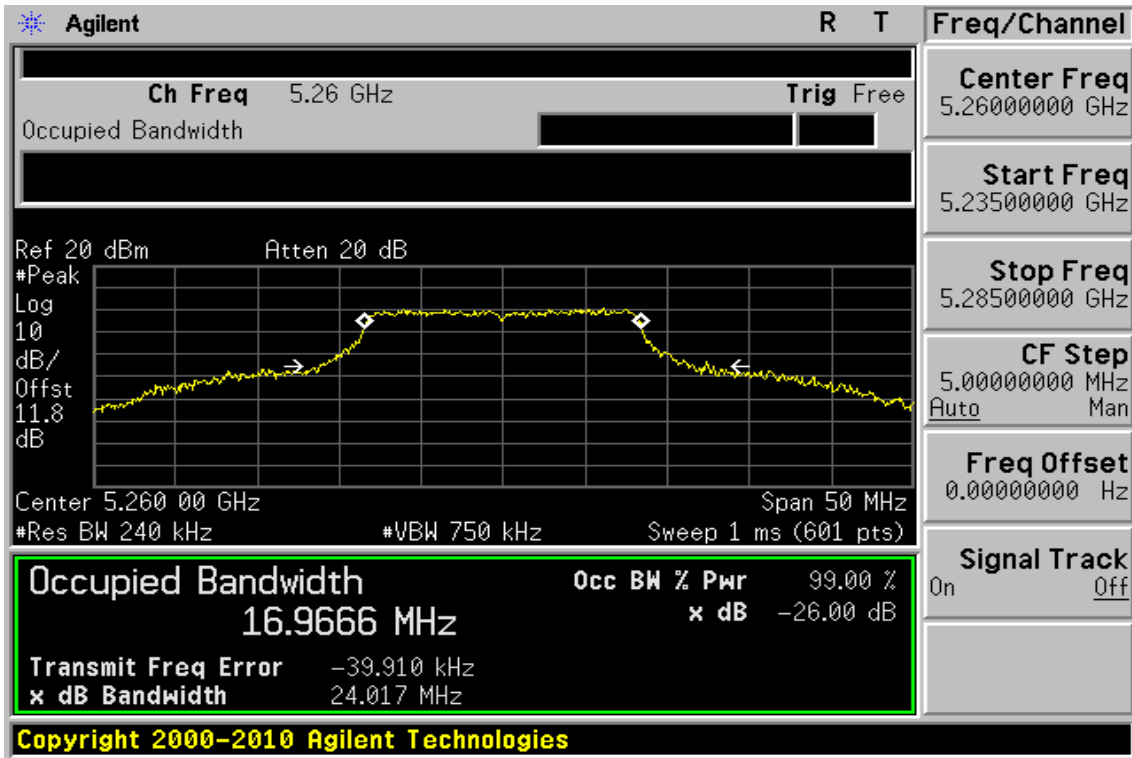 Agilent R T
Freq/Channel
Ch Freq 5.26 GHz Trig Free
Occupied Bandwidth
Center Freq
5.26000000 GHz
Start Freq
5.23500000 GHz
Stop Freq
5.28500000 GHz
CF Step
5.00000000 MHz
Auto Man
Freq Offset
0.00000000 Hz
Signal Track
On Off
Ref 20 dBm Atten 20 dB
#Peak
Log
10
dB/
Offst
11.8
dB
Center 5.260 00 GHz Span 50 MHz
#Res BW 240 kHz #VBW 750 kHz Sweep 1 ms (601 pts)
Occupied Bandwidth Occ BW % Pwr 99.00 %
16.9666 MHz x dB -26.00 dB
Transmit Freq Error -39.910 kHz
x dB Bandwidth 24.017 MHz
Copyright 2000-2010 Agilent Technologies